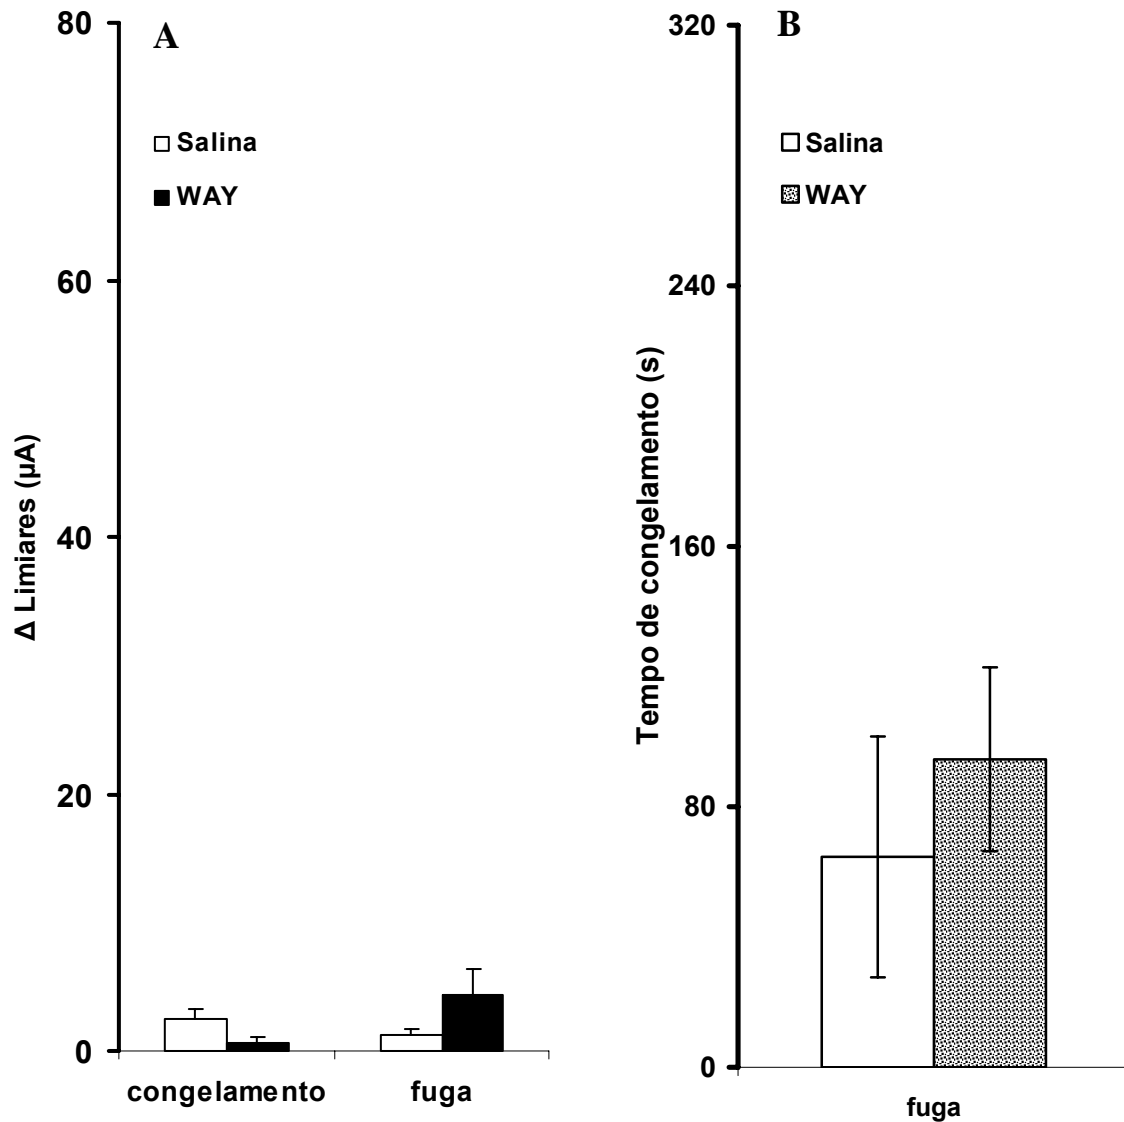 A
Salina
WAY
80
60
40
20
0
Δ Limiares (µA)
congelamento fuga
B
Salina
WAY
320
240
160
80
0
Tempo de congelamento (s)
fuga